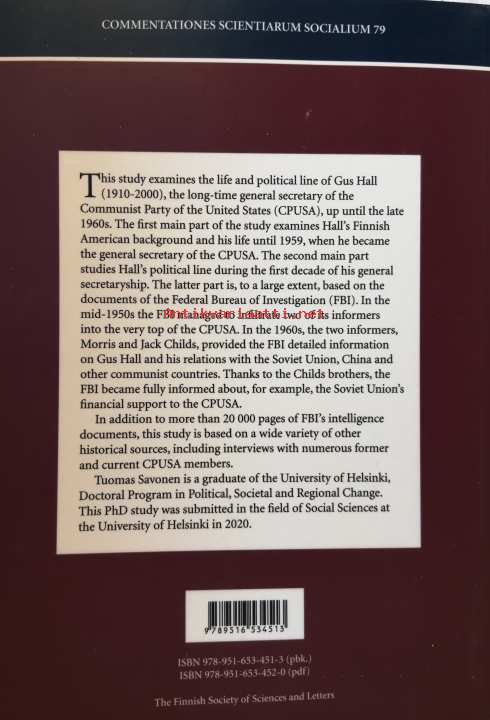 COMMENTATIONES SCIENTIARUM SOCIALIUM 79
This study examines the life and political line of Gus Hall
(1910-2000), the long-time general secretary of the
Communist Party of the United States (CPUSA), up until the late
1960s. The first main part of the study examines Hall's Finnish
American background and his life until 1959, when he became
the general secretary of the CPUSA. The second main part
studies Hall's political line during the first decade of his general
secretaryship. The latter part is, to a large extent, based on the
documents of the Federal Bureau of Investigation (FBI). In the
mid-1950s the FBI managed to infiltrate two of its informers
into the very top of the CPUSA. In the 1960s, the two informers,
Morris and Jack Childs, provided the FBI detailed information
on Gus Hall and his relations with the Soviet Union, China and
other communist countries. Thanks to the Childs brothers, the
FBI became fully informed about, for example, the Soviet Union's
financial support to the CPUSA.
In addition to more than 20 000 pages of FBI's intelligence
documents, this study is based on a wide variety of other
historical sources, including interviews with numerous former
and current CPUSA members.
Tuomas Savonen is a graduate of the University of Helsinki,
Doctoral Program in Political, Societal and Regional Change.
This PhD study was submitted in the field of Social Sciences at
the University of Helsinki in 2020.
9 789516 534513
ISBN 978-951-653-451-3 (pbk.)
ISBN 978-951-653-452-0 (pdf)
The Finnish Society of Sciences and Letters